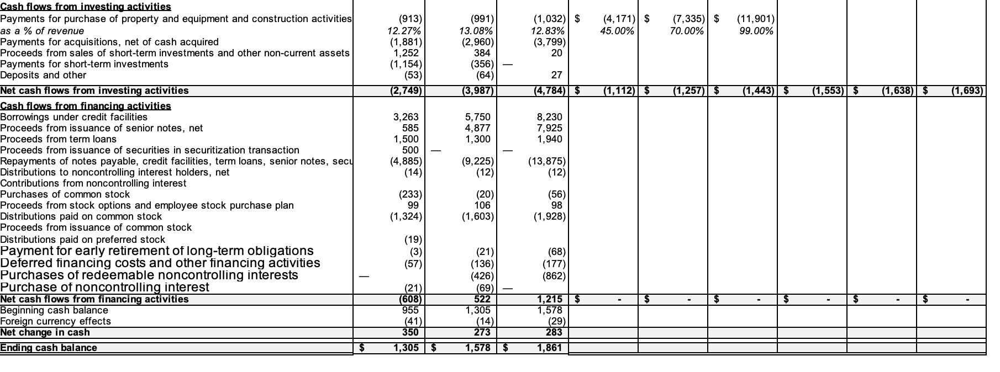 Cash flows from investing activities
Payments for purchase of property and equipment and construction activities (913) (991) (1,032) $ (4,171) $ (7,335) $ (11,901)
as a % of revenue 12.27% 13.08% 12.83% 45.00% 70.00% 99.00%
Payments for acquisitions, net of cash acquired (1,881) (2,960) (3,799)
Proceeds from sales of short-term investments and other non-current assets 1,252 384 20
Payments for short-term investments (1,154) (356) —
Deposits and other (53) (64) 27
Net cash flows from investing activities (2,749) (3,987) (4,784) $ (1,112) $ (1,257) $ (1,443) $ (1,553) $ (1,638) $ (1,693)
Cash flows from financing activities
Borrowings under credit facilities 3,263 5,750 8,230
Proceeds from issuance of senior notes, net 585 4,877 7,925
Proceeds from term loans 1,500 1,300 1,940
Proceeds from issuance of securities in securitization transaction 500 — —
Repayments of notes payable, credit facilities, term loans, senior notes, secu (4,885) (9,225) (13,875)
Distributions to noncontrolling interest holders, net (14) (12) (12)
Contributions from noncontrolling interest
Purchases of common stock (233) (20) (56)
Proceeds from stock options and employee stock purchase plan 99 106 98
Distributions paid on common stock (1,324) (1,603) (1,928)
Proceeds from issuance of common stock
Distributions paid on preferred stock (19)
Payment for early retirement of long-term obligations (3) (21) (68)
Deferred financing costs and other financing activities (57) (136) (177)
Purchases of redeemable noncontrolling interests — (426) (862)
Purchase of noncontrolling interest (21) (69) —
Net cash flows from financing activities (608) 522 1,215 $ - $ - $ - $ - $ - $ -
Beginning cash balance 955 1,305 1,578
Foreign currency effects (41) (14) (29)
Net change in cash 350 273 283
Ending cash balance $ 1,305 $ 1,578 $ 1,861